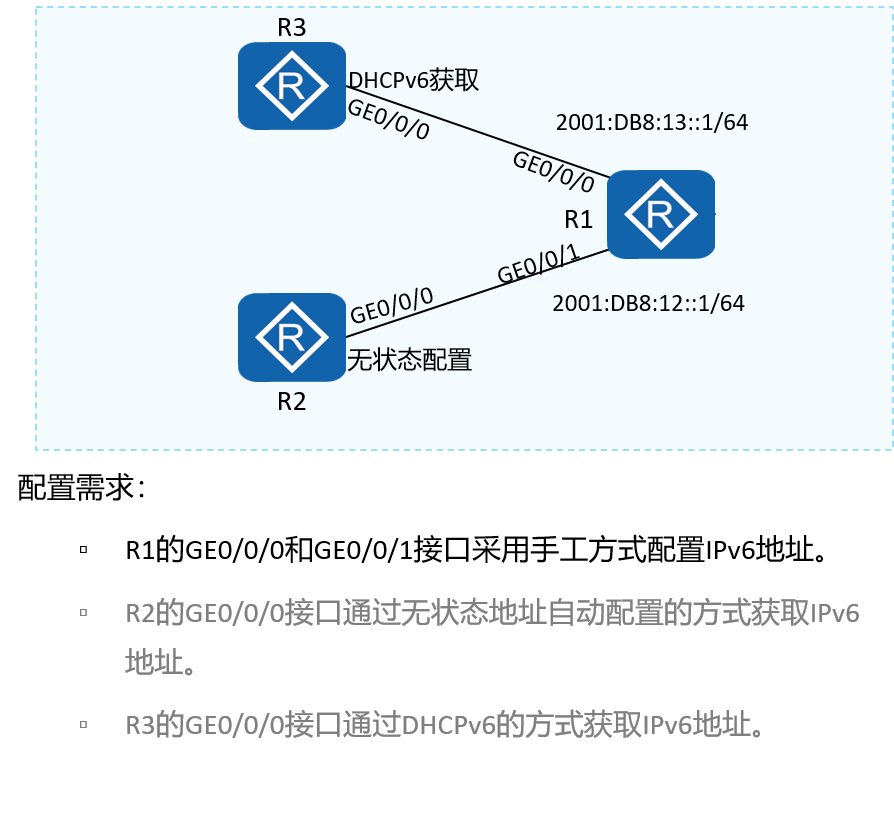 R3
DHCPv6获取
GE0/0/0
2001:DB8:13::1/64
GE0/0/0
R1
GE0/0/1
GE0/0/0
2001:DB8:12::1/64
无状态配置
R2
配置需求：
R1的GE0/0/0和GE0/0/1接口采用手工方式配置IPv6地址。
R2的GE0/0/0接口通过无状态地址自动配置的方式获取IPv6
地址。
R3的GE0/0/0接口通过DHCPv6的方式获取IPv6地址。